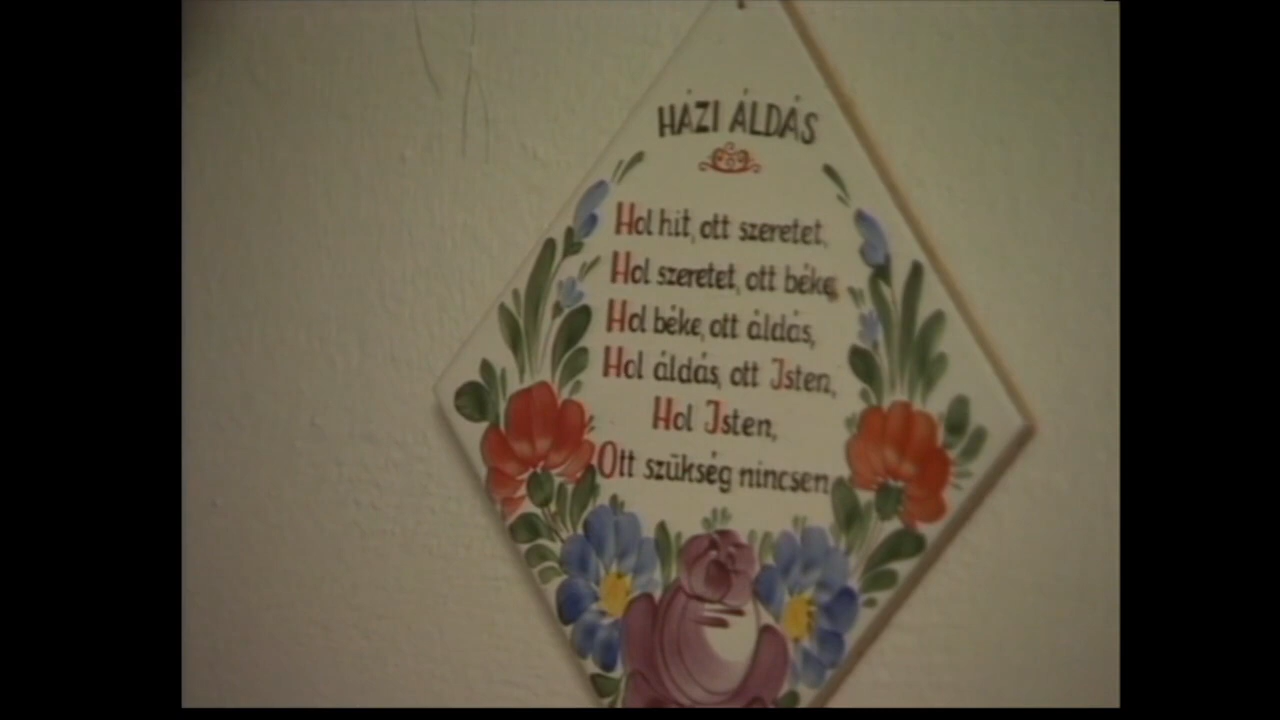 HÁZI ÁLDÁS
Hol hit, ott szeretet,
Hol szeretet, ott béke,
Hol béke, ott áldás,
Hol áldás, ott Isten,
Hol Isten,
Ott szükség nincsen